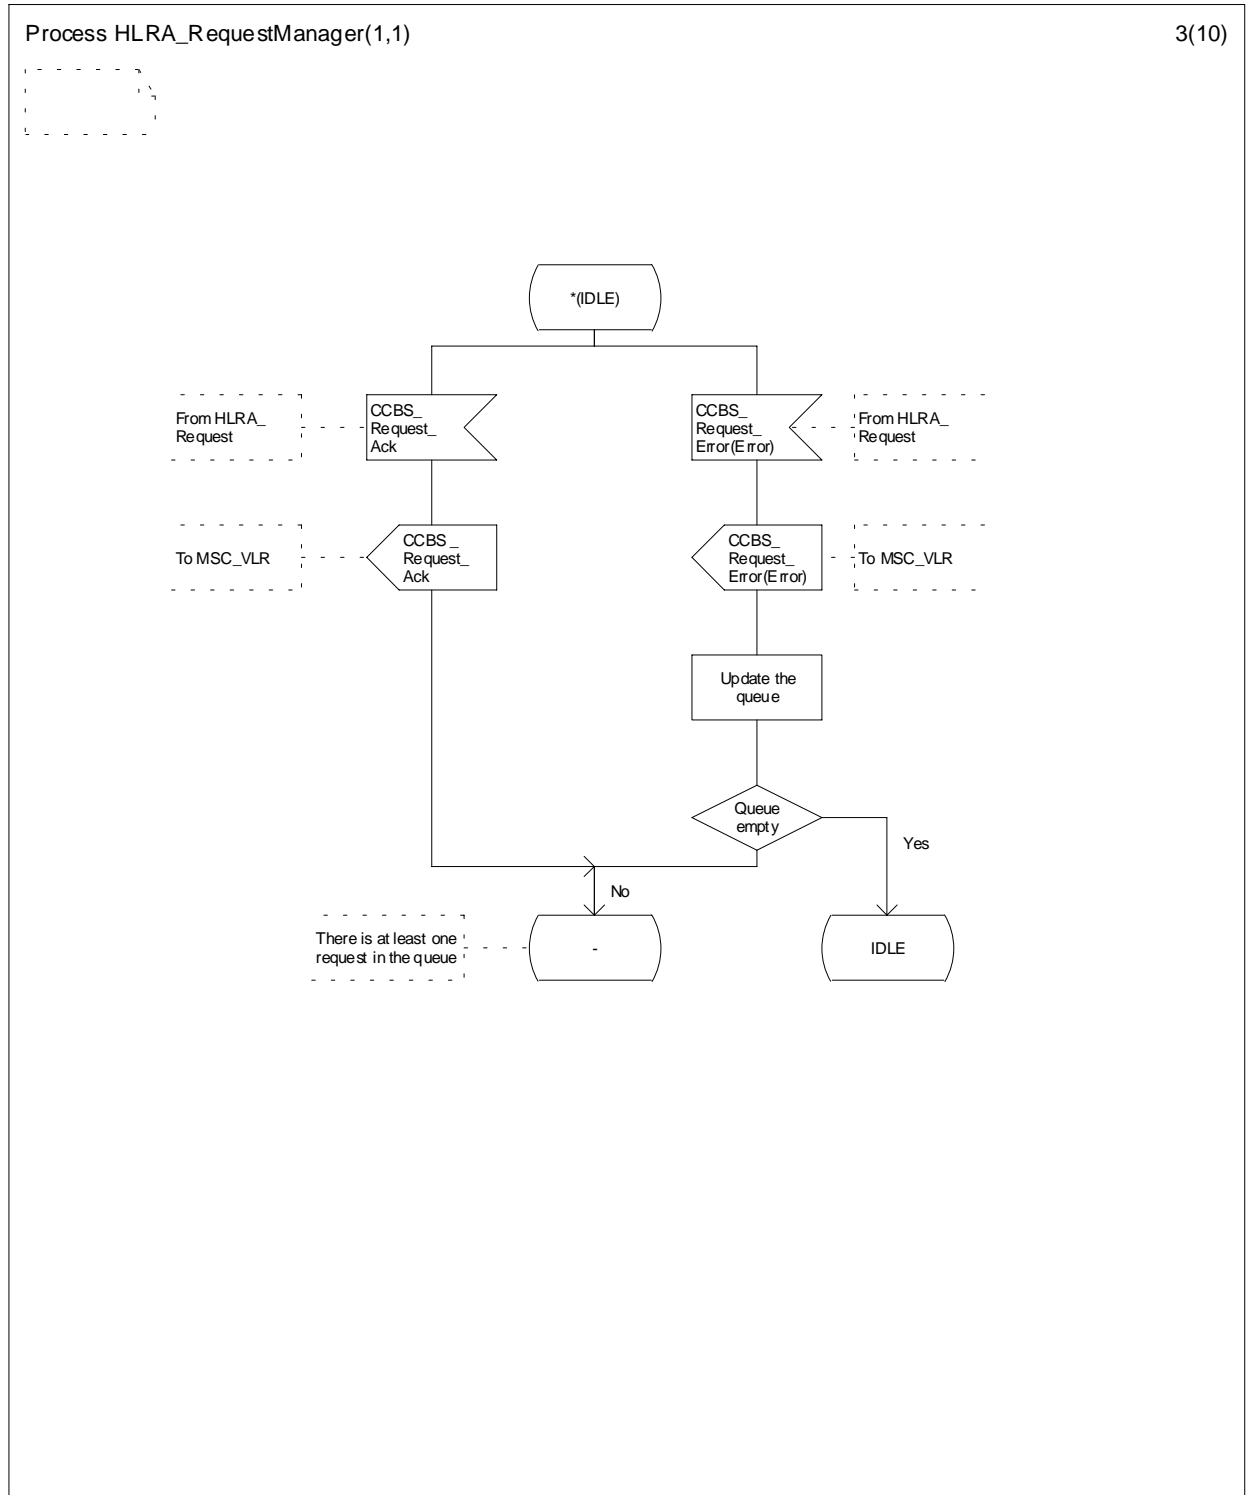 Process HLRA_RequestManager(1,1)
3(10)
*(IDLE)
From HLRA_
Request
CCBS_
Request_
Ack
CCBS_
Request_
Error(Error)
From HLRA_
Request
To MSC_VLR
CCBS_
Request_
Ack
CCBS_
Request_
Error(Error)
To MSC_VLR
Update the
queue
Queue
empty
Yes
No
There is at least one
request in the queue
-
IDLE